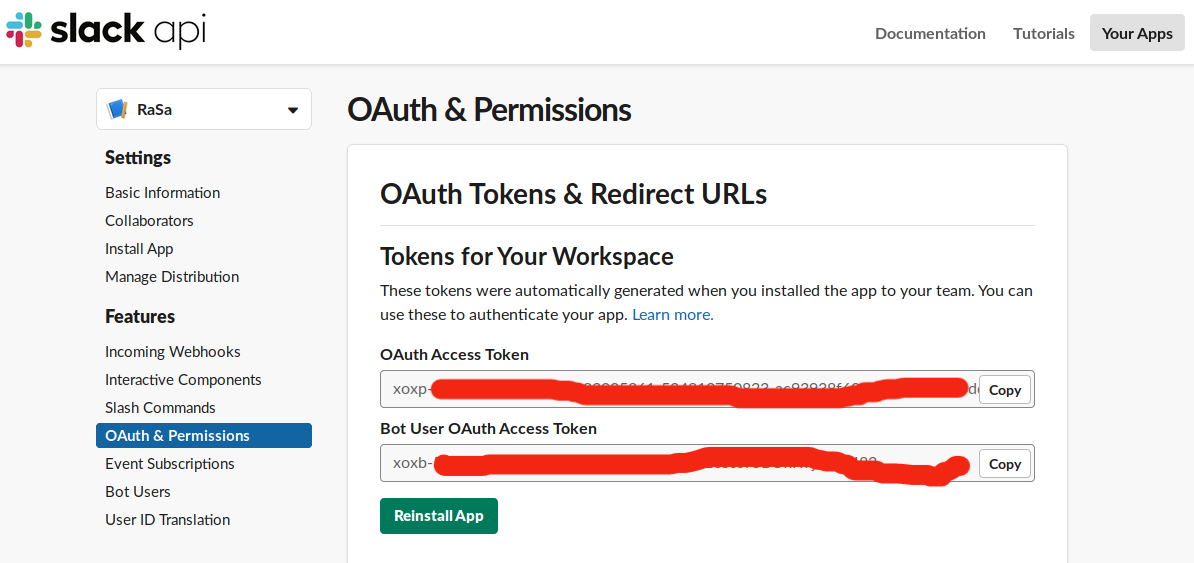 slack api
Documentation Tutorials Your Apps
RaSa
Settings
Basic Information
Collaborators
Install App
Manage Distribution
Features
Incoming Webhooks
Interactive Components
Slash Commands
OAuth & Permissions
Event Subscriptions
Bot Users
User ID Translation
OAuth & Permissions
OAuth Tokens & Redirect URLs
Tokens for Your Workspace
These tokens were automatically generated when you installed the app to your team. You can
use these to authenticate your app. Learn more.
OAuth Access Token
xoxp- Copy
Bot User OAuth Access Token
xoxb- Copy
Reinstall App